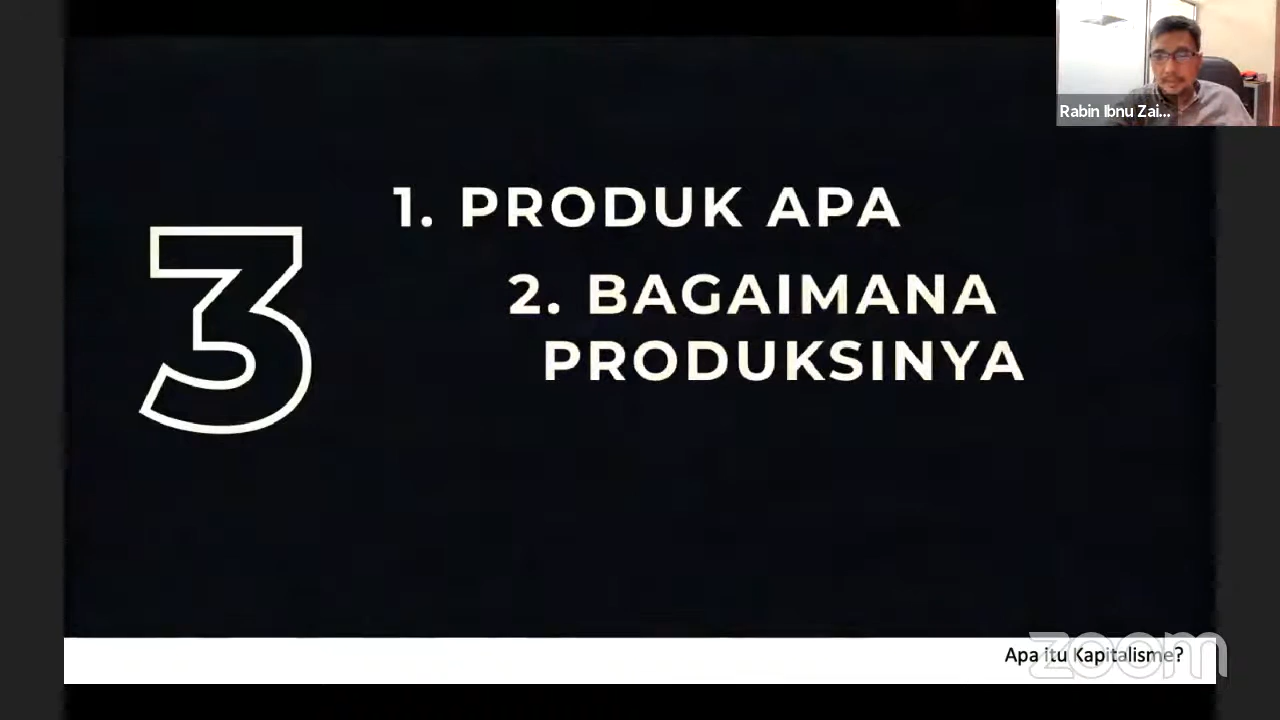 Rabin Ibnu Zai...
3
1. PRODUK APA
2. BAGAIMANA
PRODUKSINYA
Apa itu Kapitalisme?
zoom